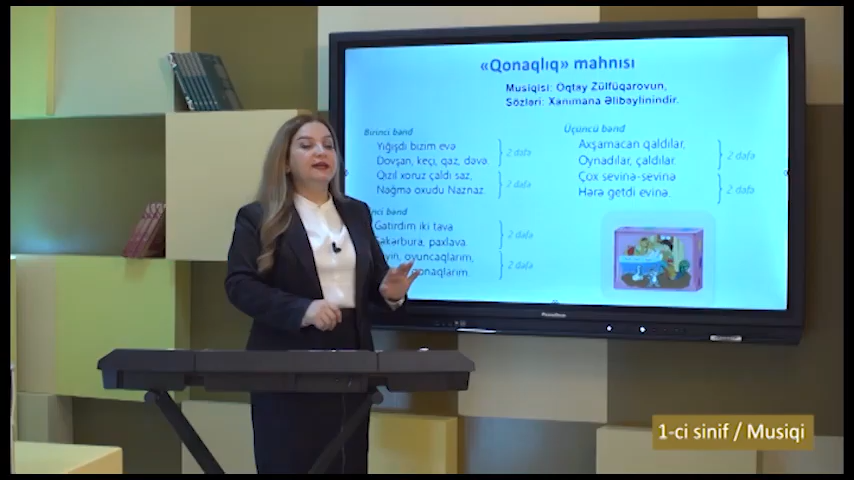 «Qonaqlıq» mahnısı
Musiqisi: Oqtay Zülfüqarovun,
Sözləri: Xanımana Əlibəylinindir.
Birinci bənd
Yığışdı bizim evə
Dovşan, keçi, qaz, dəvə.
2 dəfə
Qızıl xoruz çaldı saz,
Nəğmə oxudu Naznaz.
2 dəfə
bənd
Gətirdim iki tava
Şəkərbura, paxlava.
2 dəfə
oyuncaqlarım,
qonaqlarım.
2 dəfə
Üçüncü bənd
Axşamacan qaldılar,
Oynadılar, çaldılar.
2 dəfə
Çox sevinə-sevinə
Hərə getdi evinə.
2 dəfə
1-ci sinif / Musiqi